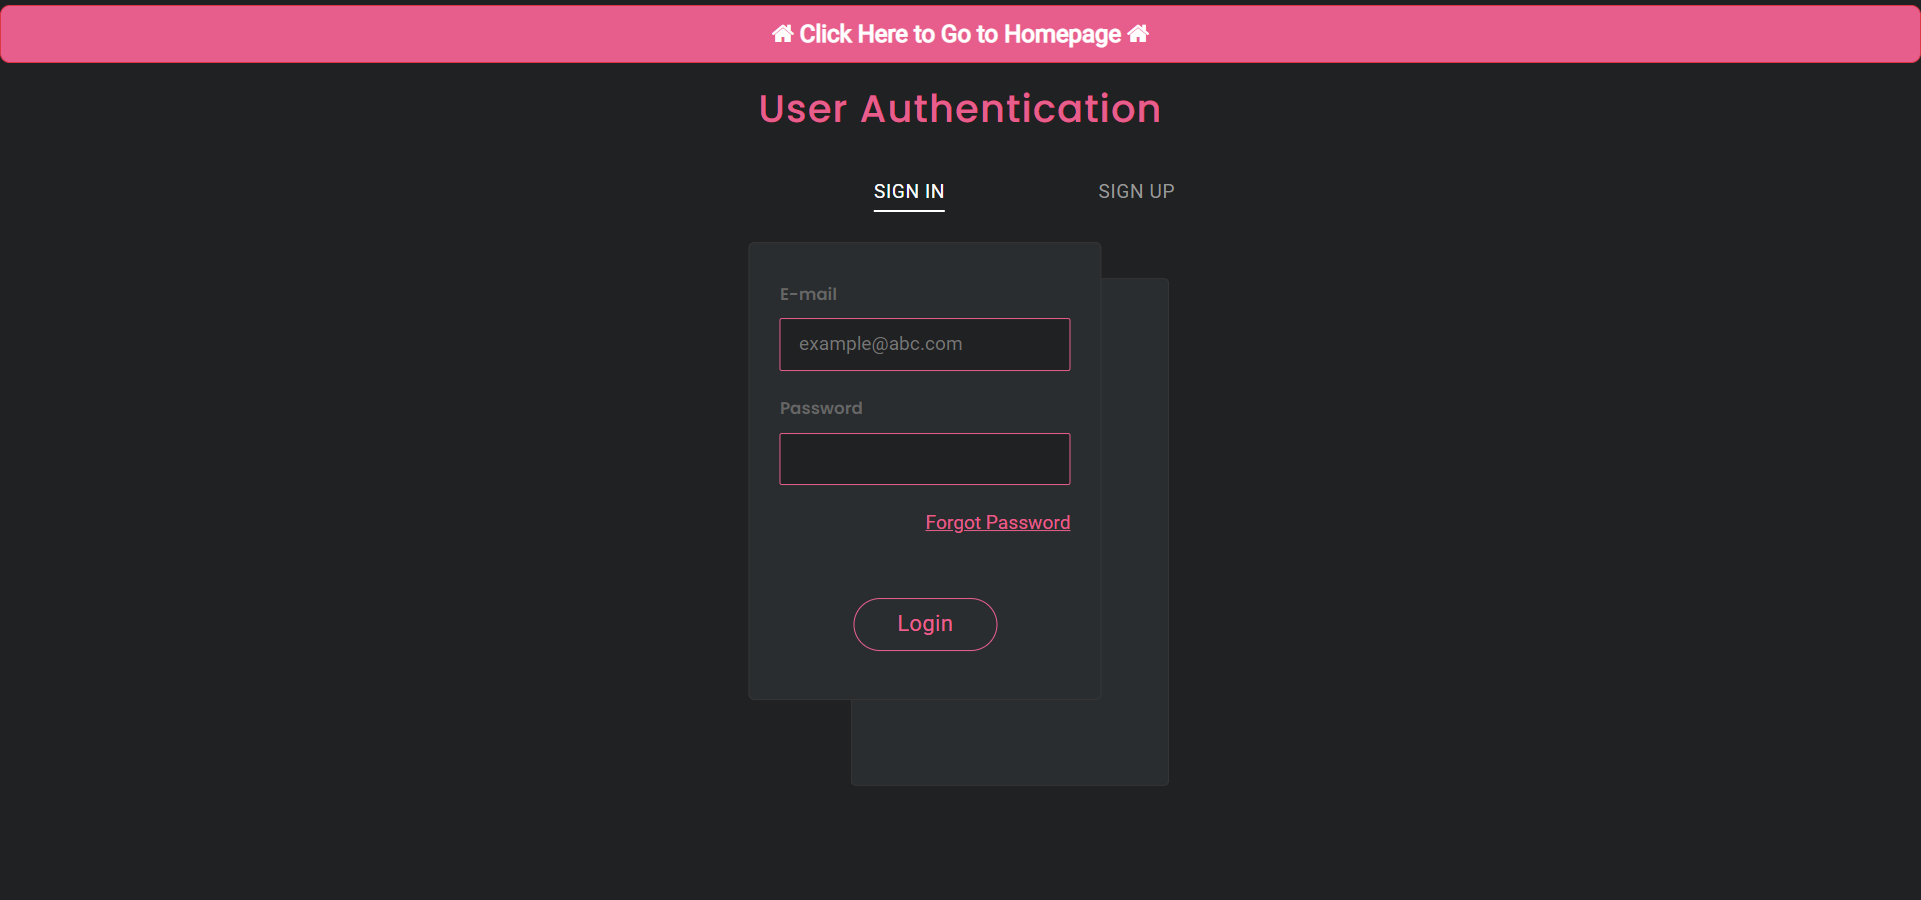 Click Here to Go to Homepage
User Authentication
SIGN IN
SIGN UP
E-mail
example@abc.com
Password
Forgot Password
Login